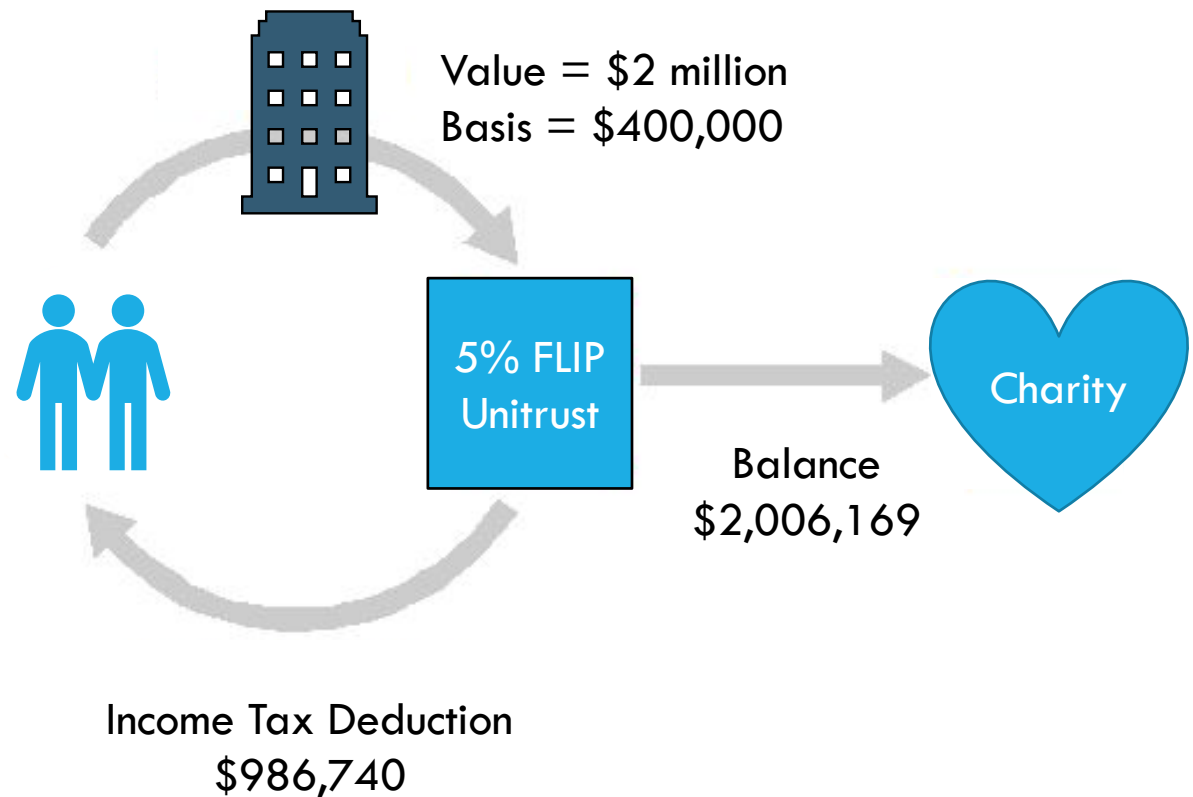 Value = $2 million
Basis = $400,000
5% FLIP
Unitrust
Charity
Balance
$2,006,169
Income Tax Deduction
$986,740